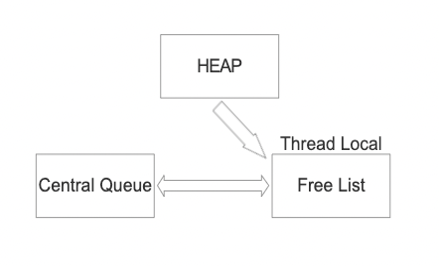 HEAP
Thread Local
Central Queue
Free List